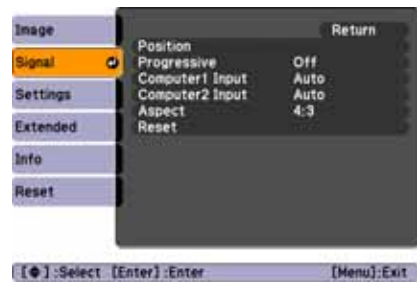 Image
Signal
Settings
Extended
Info
Reset
Return
Position
Progressive Off
Computer1 Input Auto
Computer2 Input Auto
Aspect 4:3
Reset
[◆] :Select [Enter] :Enter [Menu]:Exit